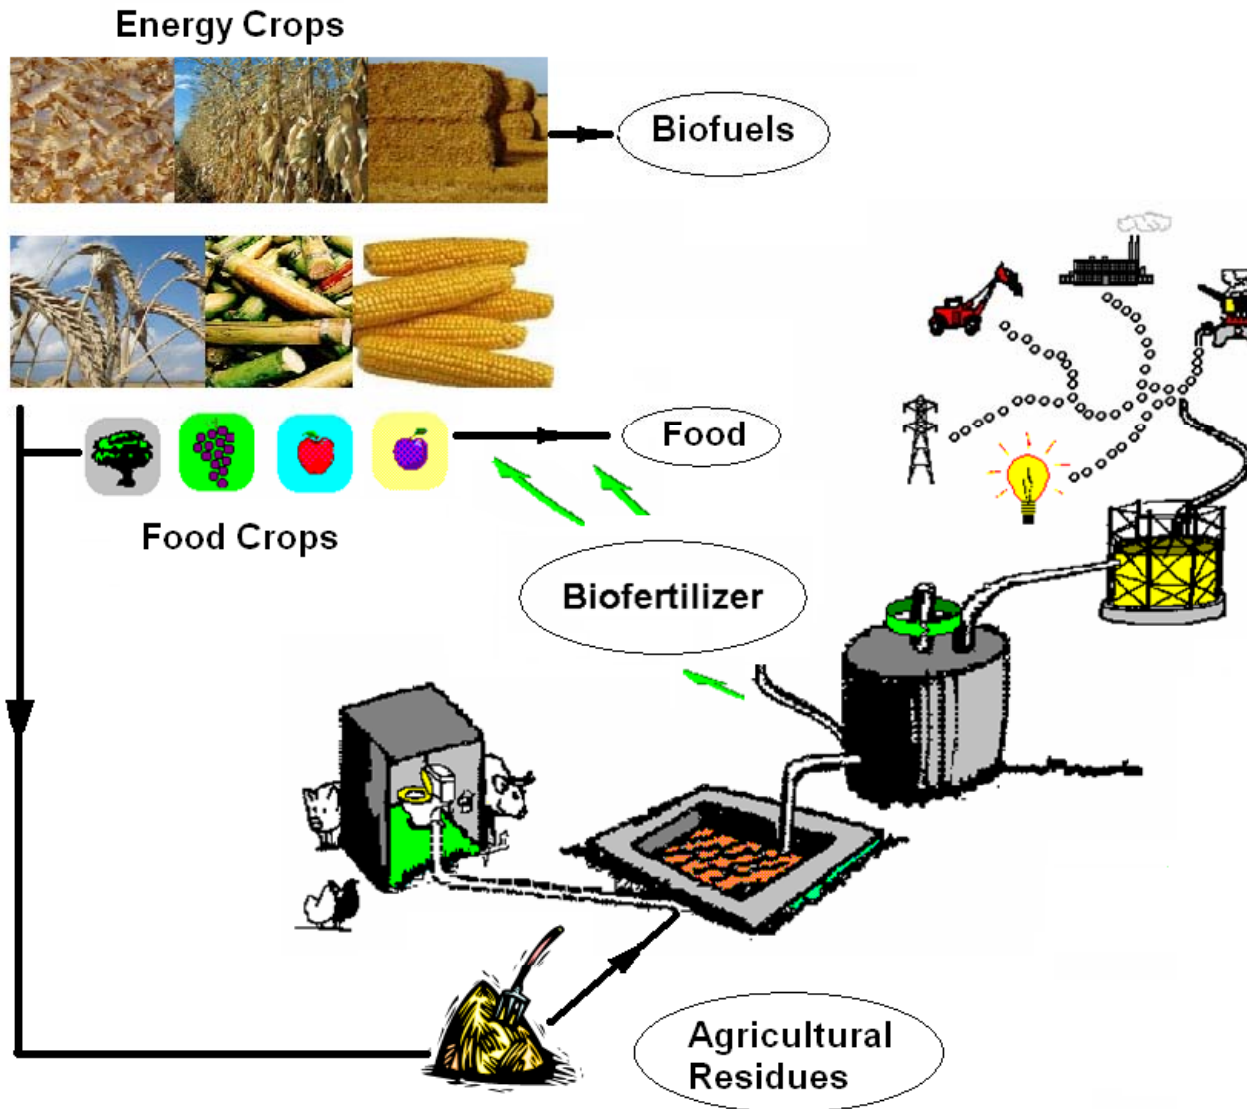 Energy Crops
Biofuels
Food
Food Crops
Biofertilizer
Agricultural
Residues